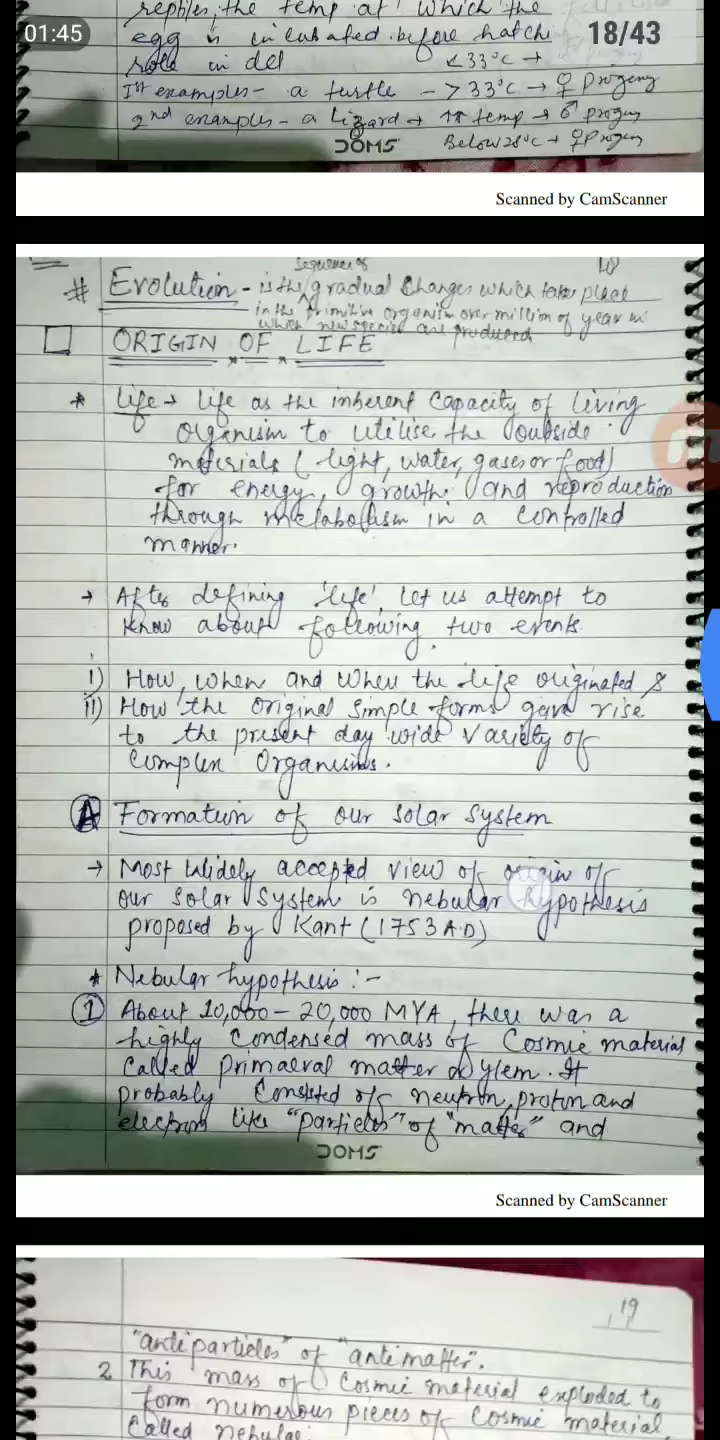 reptiles, the temp at which the
01:45
egg is incubated before hatchi
18/43
role in det <33°c →
Ist examples - a turtle - > 33°c → ♀ Progeny
2nd examples - a lizard → ↑↑ temp → ♂ progeny
Below 28°c → ♀ Progeny
DOMS
Scanned by CamScanner
18
sequence of
# Evolution - is the gradual changes which takes place
in the primitive organism over million of year in
which new species are produced
ORIGIN OF LIFE
* Life → life as the inherent capacity of living
organism to utilise the outside
materials (light, water, gases or food)
for energy, growth and reproduction
through metabolism in a controlled
manner.
→ After defining 'life', let us attempt to
know about following two events.
i) How, when and when the life originated &
ii) How the original simple forms gave rise
to the present day wide variety of
complex organisms.
A Formation of our solar system
→ Most widely accepted view of origin of
our solar system is nebular hypothesis
proposed by Kant (1753 A.D)
* Nebular hypothesis :-
1 About 10,000 - 20,000 MYA, there was a
highly condensed mass of cosmic material
called primaeval matter or ylem. It
probably consisted of neutron, proton and
electron like "particles" of "matter" and
DOMS
Scanned by CamScanner
19
"antiparticles" of "antimatter".
2 This mass of cosmic material exploded to
form numerous pieces of cosmic material,
called nebulae.